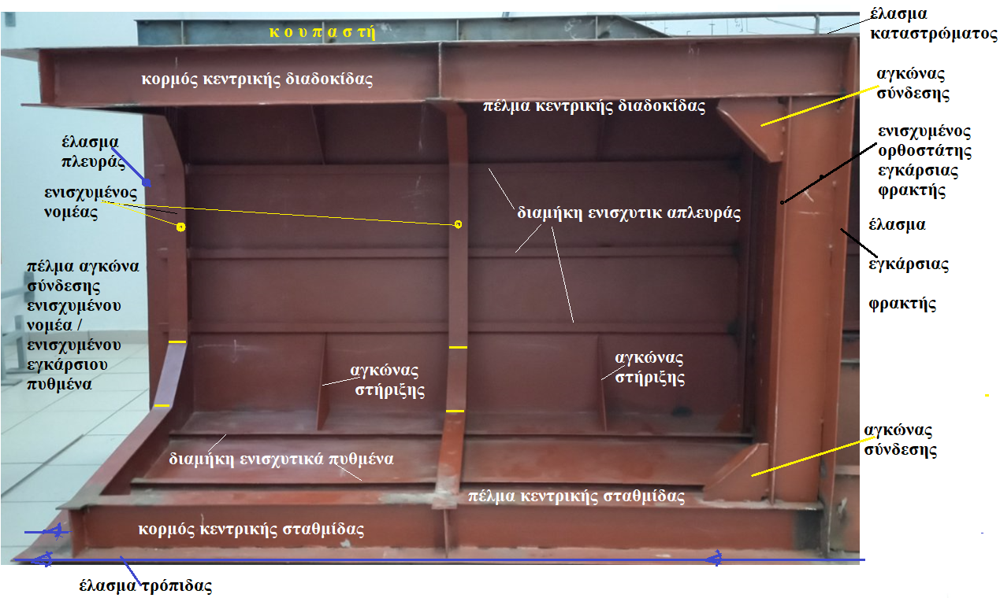 κ ο υ π α σ τή
έλασμα
καταστρώματος
κορμός κεντρικής διαδοκίδας
αγκώνας
σύνδεσης
πέλμα κεντρικής διαδοκίδας
ενισχυμένος
ορθοστάτης
εγκάρσιας
φρακτής
έλασμα
πλευράς
ενισχυμένος
νομέας
διαμήκη ενισχυτικ απλευράς
έλασμα
εγκάρσιας
φρακτής
πέλμα αγκώνα
σύνδεσης
ενισχυμένου
νομέα /
ενισχυμένου
εγκάρσιου
πυθμένα
αγκώνας
στήριξης
αγκώνας
στήριξης
αγκώνας
σύνδεσης
διαμήκη ενισχυτικά πυθμένα
πέλμα κεντρικής σταθμίδας
κορμός κεντρικής σταθμίδας
έλασμα τρόπιδας